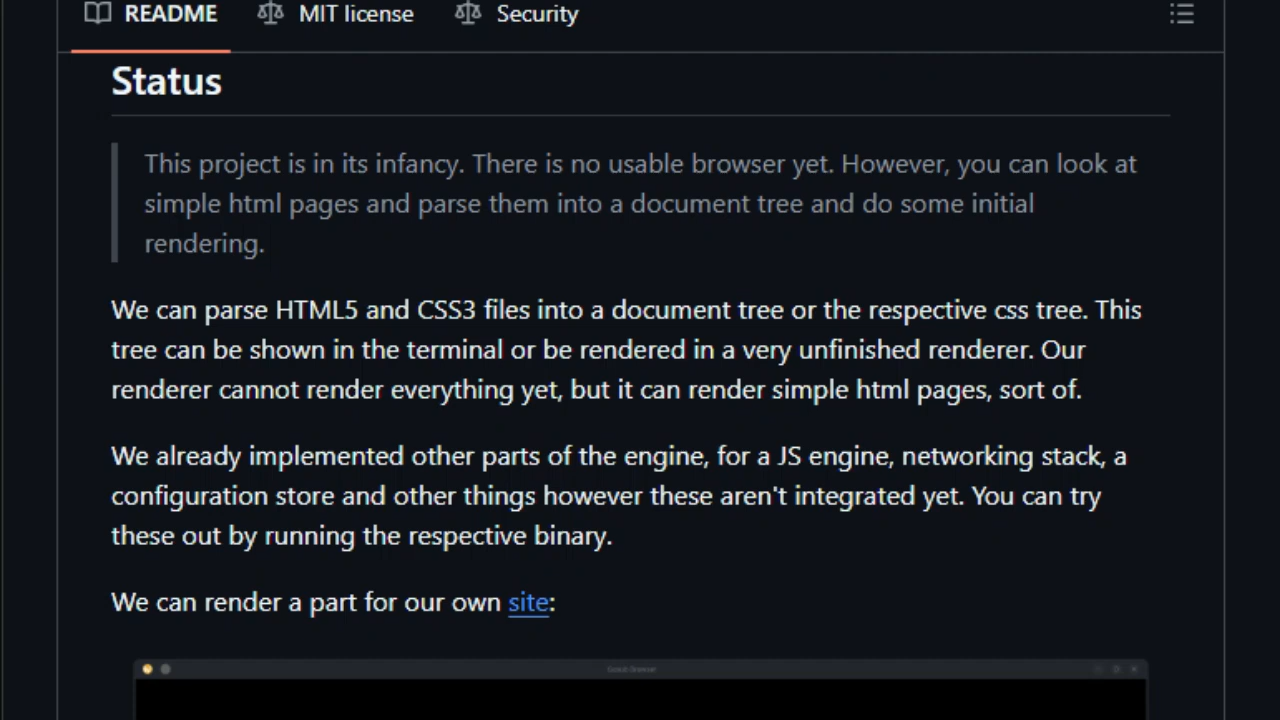 README MIT license Security
Status
This project is in its infancy. There is no usable browser yet. However, you can look at
simple html pages and parse them into a document tree and do some initial
rendering.
We can parse HTML5 and CSS3 files into a document tree or the respective css tree. This
tree can be shown in the terminal or be rendered in a very unfinished renderer. Our
renderer cannot render everything yet, but it can render simple html pages, sort of.
We already implemented other parts of the engine, for a JS engine, networking stack, a
configuration store and other things however these aren't integrated yet. You can try
these out by running the respective binary.
We can render a part for our own site: